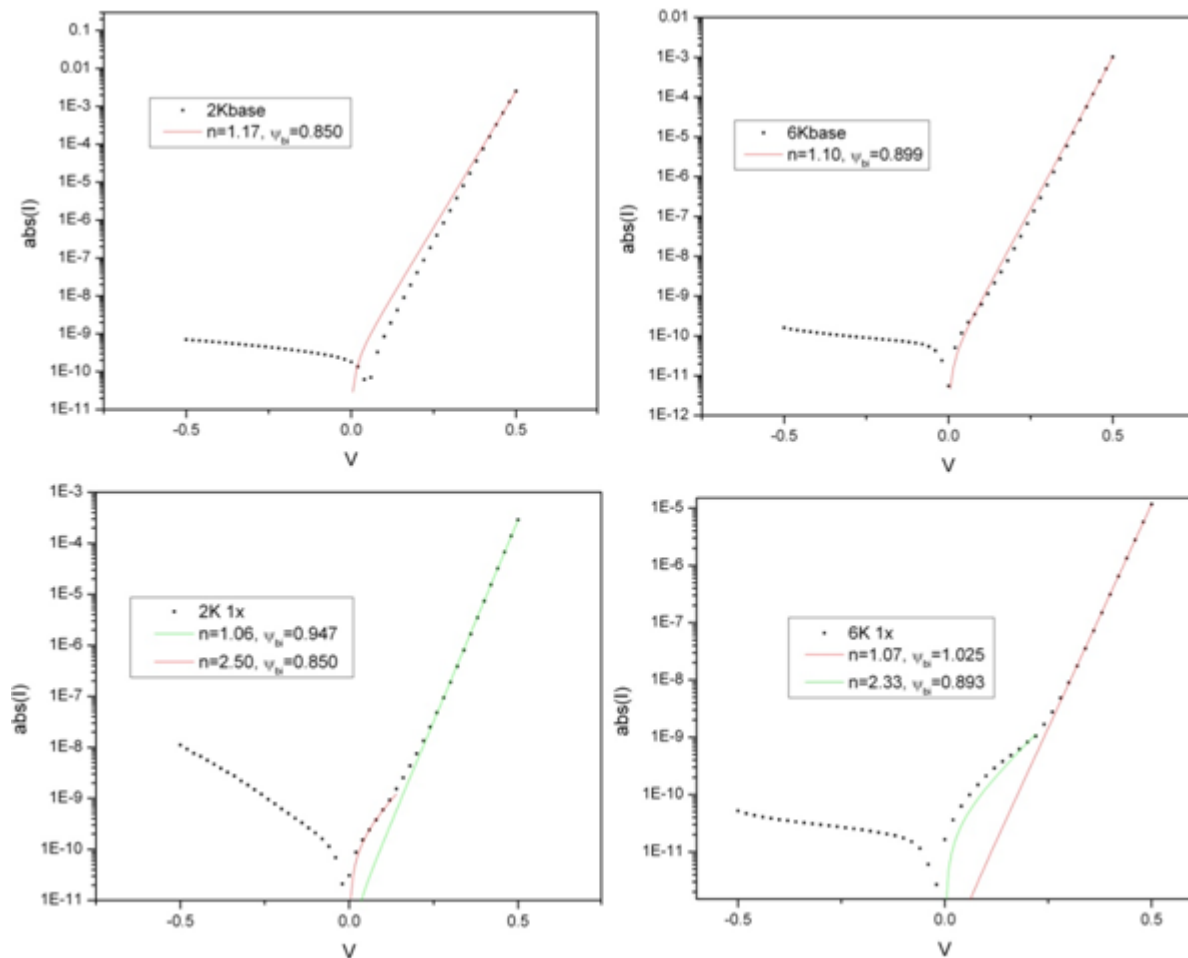 0.1
0.01
1E-3
1E-4
1E-5
1E-6
1E-7
1E-8
1E-9
1E-10
1E-11
abs(I)
2Kbase
n=1.17, ψbi=0.850
-0.5
0.0
0.5
V
0.01
1E-3
1E-4
1E-5
1E-6
1E-7
1E-8
1E-9
1E-10
1E-11
1E-12
abs(I)
6Kbase
n=1.10, ψbi=0.899
-0.5
0.0
0.5
V
1E-3
1E-4
1E-5
1E-6
1E-7
1E-8
1E-9
1E-10
1E-11
abs(I)
2K 1x
n=1.06, ψbi=0.947
n=2.50, ψbi=0.850
-0.5
0.0
0.5
V
1E-5
1E-6
1E-7
1E-8
1E-9
1E-10
1E-11
abs(I)
6K 1x
n=1.07, ψbi=1.025
n=2.33, ψbi=0.893
-0.5
0.0
0.5
V